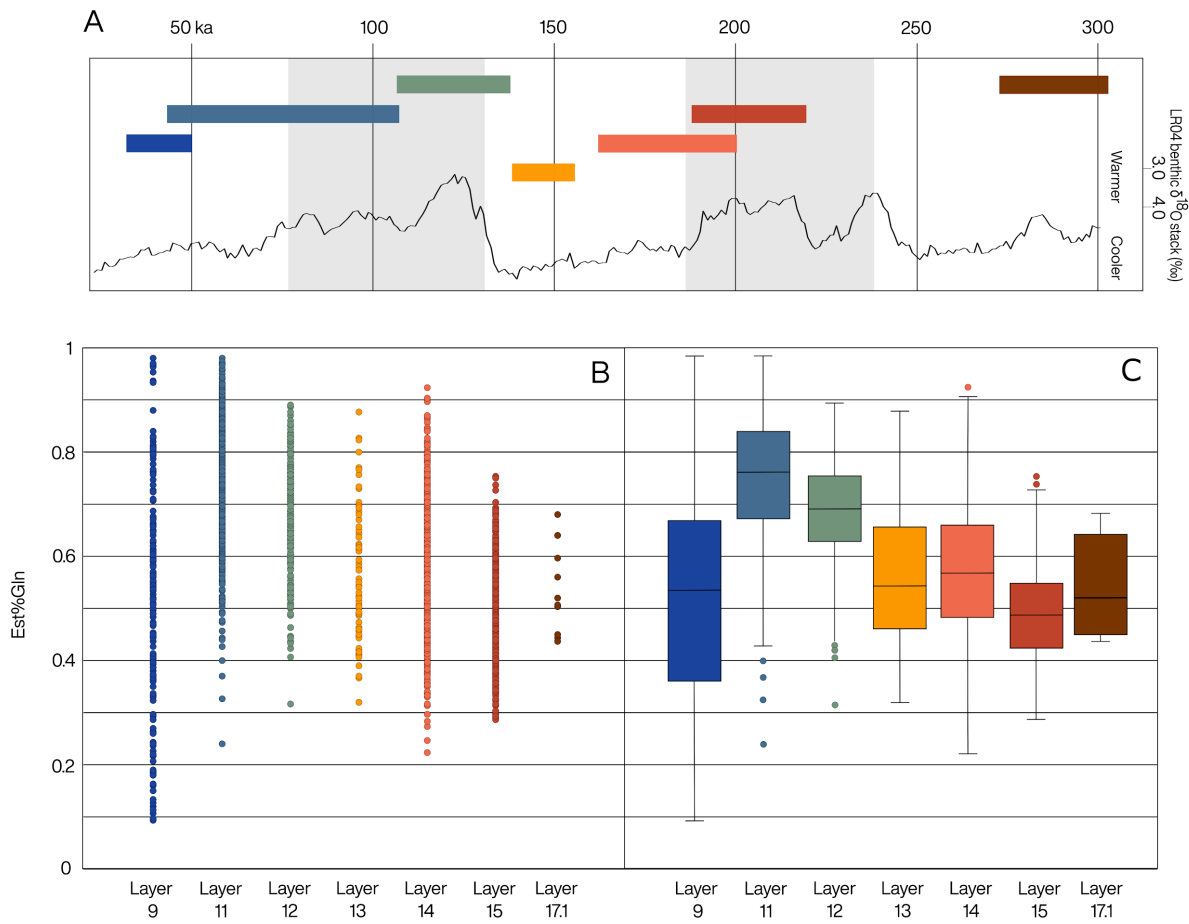 A
50 ka
100
150
200
250
300
Warmer
Cooler
3.0
4.0
LR04 benthic δ18O stack (‰)
B
C
Est%Gln
1
0.8
0.6
0.4
0.2
0
Layer
9
Layer
11
Layer
12
Layer
13
Layer
14
Layer
15
Layer
17.1
Layer
9
Layer
11
Layer
12
Layer
13
Layer
14
Layer
15
Layer
17.1